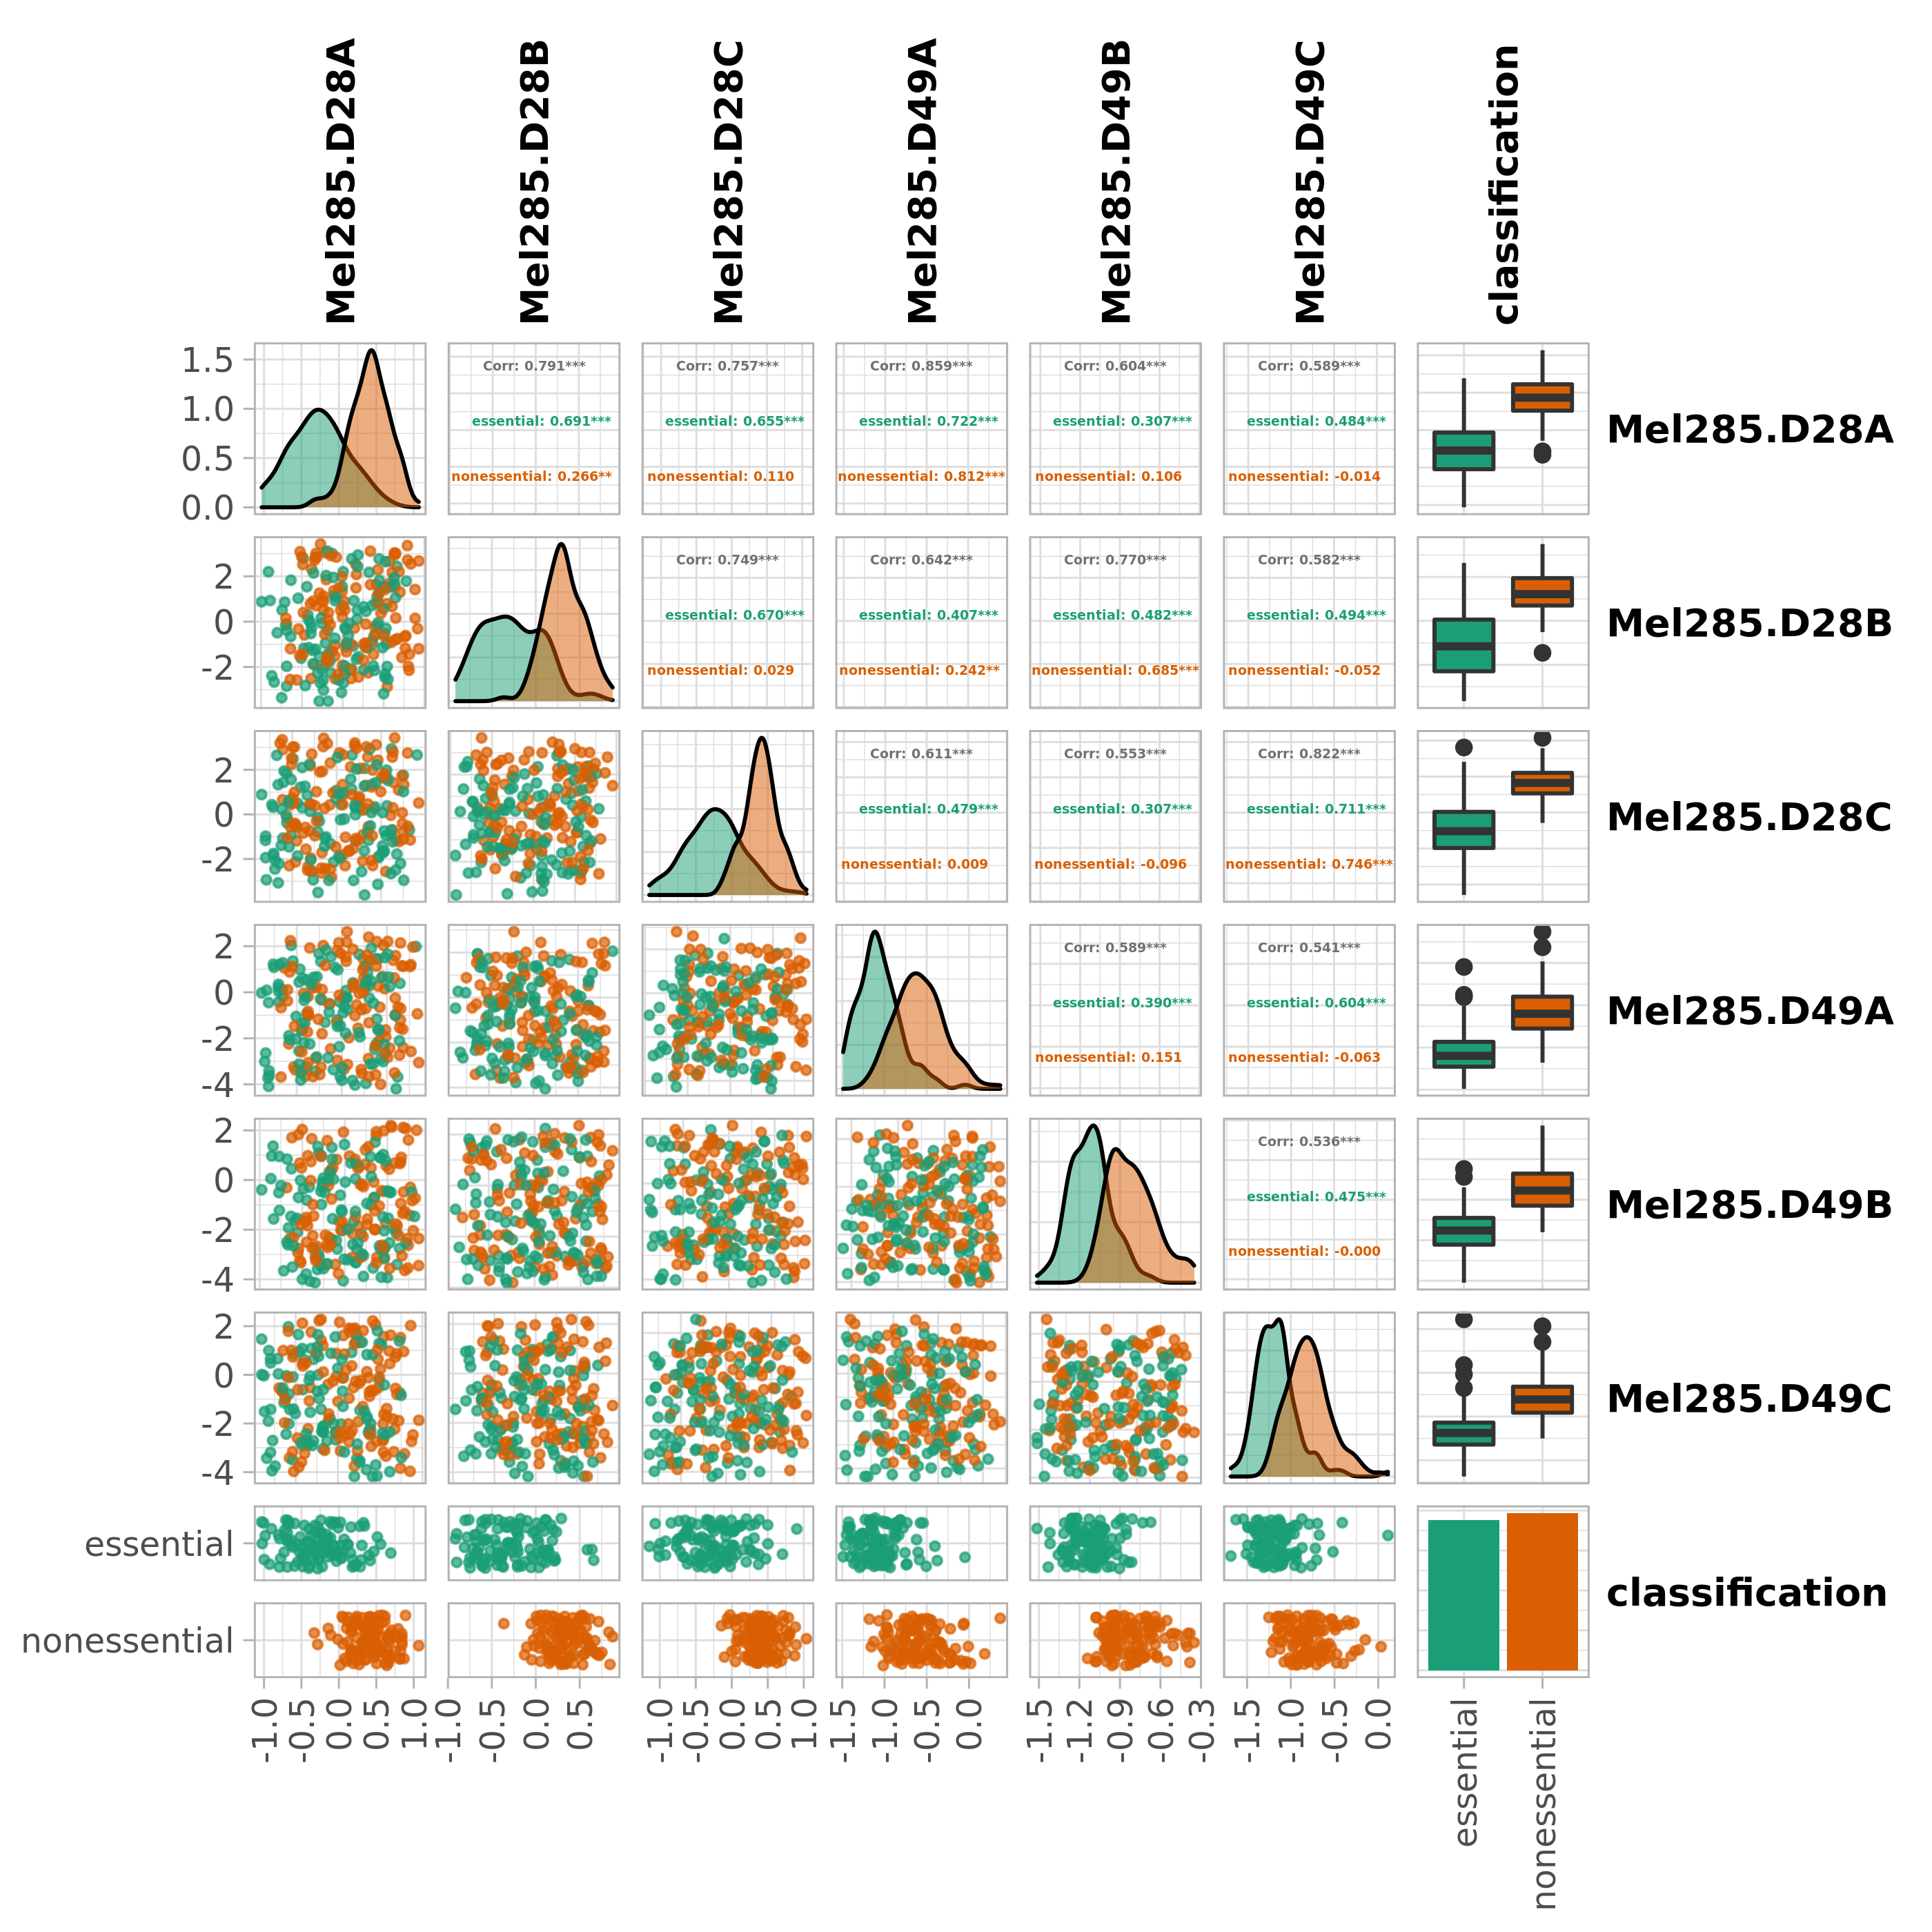 Mel285.D28A
Mel285.D28B
Mel285.D28C
Mel285.D49A
Mel285.D49B
Mel285.D49C
classification
1.5
1.0
0.5
0.0
Corr: 0.791***
essential: 0.691***
nonessential: 0.266**
Corr: 0.757***
essential: 0.655***
nonessential: 0.110
Corr: 0.859***
essential: 0.722***
nonessential: 0.812***
Corr: 0.604***
essential: 0.307***
nonessential: 0.106
Corr: 0.589***
essential: 0.484***
nonessential: -0.014
Mel285.D28A
2
0
-2
Corr: 0.749***
essential: 0.670***
nonessential: 0.029
Corr: 0.642***
essential: 0.407***
nonessential: 0.242**
Corr: 0.770***
essential: 0.482***
nonessential: 0.685***
Corr: 0.582***
essential: 0.494***
nonessential: -0.052
Mel285.D28B
2
0
-2
Corr: 0.611***
essential: 0.479***
nonessential: 0.009
Corr: 0.553***
essential: 0.307***
nonessential: -0.096
Corr: 0.822***
essential: 0.711***
nonessential: 0.746***
Mel285.D28C
2
0
-2
-4
Corr: 0.589***
essential: 0.390***
nonessential: 0.151
Corr: 0.541***
essential: 0.604***
nonessential: -0.063
Mel285.D49A
2
0
-2
-4
Corr: 0.536***
essential: 0.475***
nonessential: -0.000
Mel285.D49B
2
0
-2
-4
Mel285.D49C
essential
nonessential
classification
-1.0
-0.5
0.0
0.5
1.0
-1.0
-0.5
0.0
0.5
-1.0
-0.5
0.0
0.5
1.0
-1.5
-1.0
-0.5
0.0
-1.5
-1.2
-0.9
-0.6
-0.3
-1.5
-1.0
-0.5
0.0
essential
nonessential